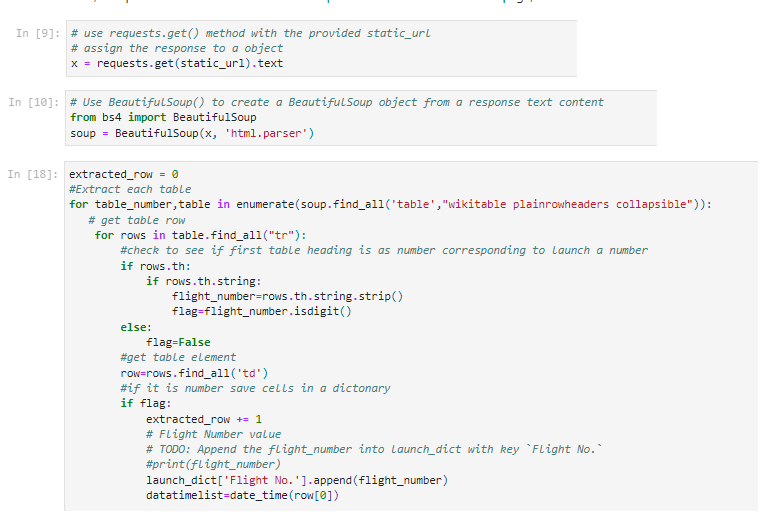 In [9]: # use requests.get() method with the provided static_url
# assign the response to a object
x = requests.get(static_url).text
In [10]: # Use BeautifulSoup() to create a BeautifulSoup object from a response text content
from bs4 import BeautifulSoup
soup = BeautifulSoup(x, 'html.parser')
In [18]: extracted_row = 0
#Extract each table
for table_number,table in enumerate(soup.find_all('table',"wikitable plainrowheaders collapsible")):
   # get table row
    for rows in table.find_all("tr"):
        #check to see if first table heading is as number corresponding to launch a number
        if rows.th:
            if rows.th.string:
                flight_number=rows.th.string.strip()
                flag=flight_number.isdigit()
        else:
            flag=False
        #get table element
        row=rows.find_all('td')
        #if it is number save cells in a dictonary
        if flag:
            extracted_row += 1
            # Flight Number value
            # TODO: Append the flight_number into launch_dict with key `Flight No.`
            #print(flight_number)
            launch_dict['Flight No.'].append(flight_number)
            datatimelist=date_time(row[0])